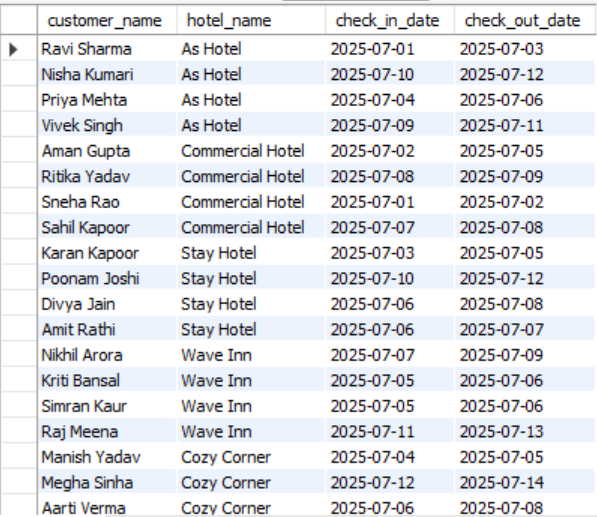 customer_name hotel_name check_in_date check_out_date
Ravi Sharma As Hotel 2025-07-01 2025-07-03
Nisha Kumari As Hotel 2025-07-10 2025-07-12
Priya Mehta As Hotel 2025-07-04 2025-07-06
Vivek Singh As Hotel 2025-07-09 2025-07-11
Aman Gupta Commercial Hotel 2025-07-02 2025-07-05
Ritika Yadav Commercial Hotel 2025-07-08 2025-07-09
Sneha Rao Commercial Hotel 2025-07-01 2025-07-02
Sahil Kapoor Commercial Hotel 2025-07-07 2025-07-08
Karan Kapoor Stay Hotel 2025-07-03 2025-07-05
Poonam Joshi Stay Hotel 2025-07-10 2025-07-12
Divya Jain Stay Hotel 2025-07-06 2025-07-08
Amit Rathi Stay Hotel 2025-07-06 2025-07-07
Nikhil Arora Wave Inn 2025-07-07 2025-07-09
Kriti Bansal Wave Inn 2025-07-05 2025-07-06
Simran Kaur Wave Inn 2025-07-05 2025-07-06
Raj Meena Wave Inn 2025-07-11 2025-07-13
Manish Yadav Cozy Corner 2025-07-04 2025-07-05
Megha Sinha Cozy Corner 2025-07-12 2025-07-14
Aarti Verma Cozy Corner 2025-07-06 2025-07-08